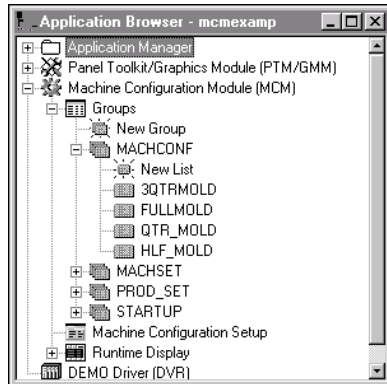 Application Browser - mcmexamp
Application Manager
Panel Toolkit/Graphics Module (PTM/GMM)
Machine Configuration Module (MCM)
Groups
New Group
MACHCONF
New List
3QTRMOLD
FULLMOLD
QTR_MOLD
HLF_MOLD
MACHSET
PROD_SET
STARTUP
Machine Configuration Setup
Runtime Display
DEMO Driver (DVR)